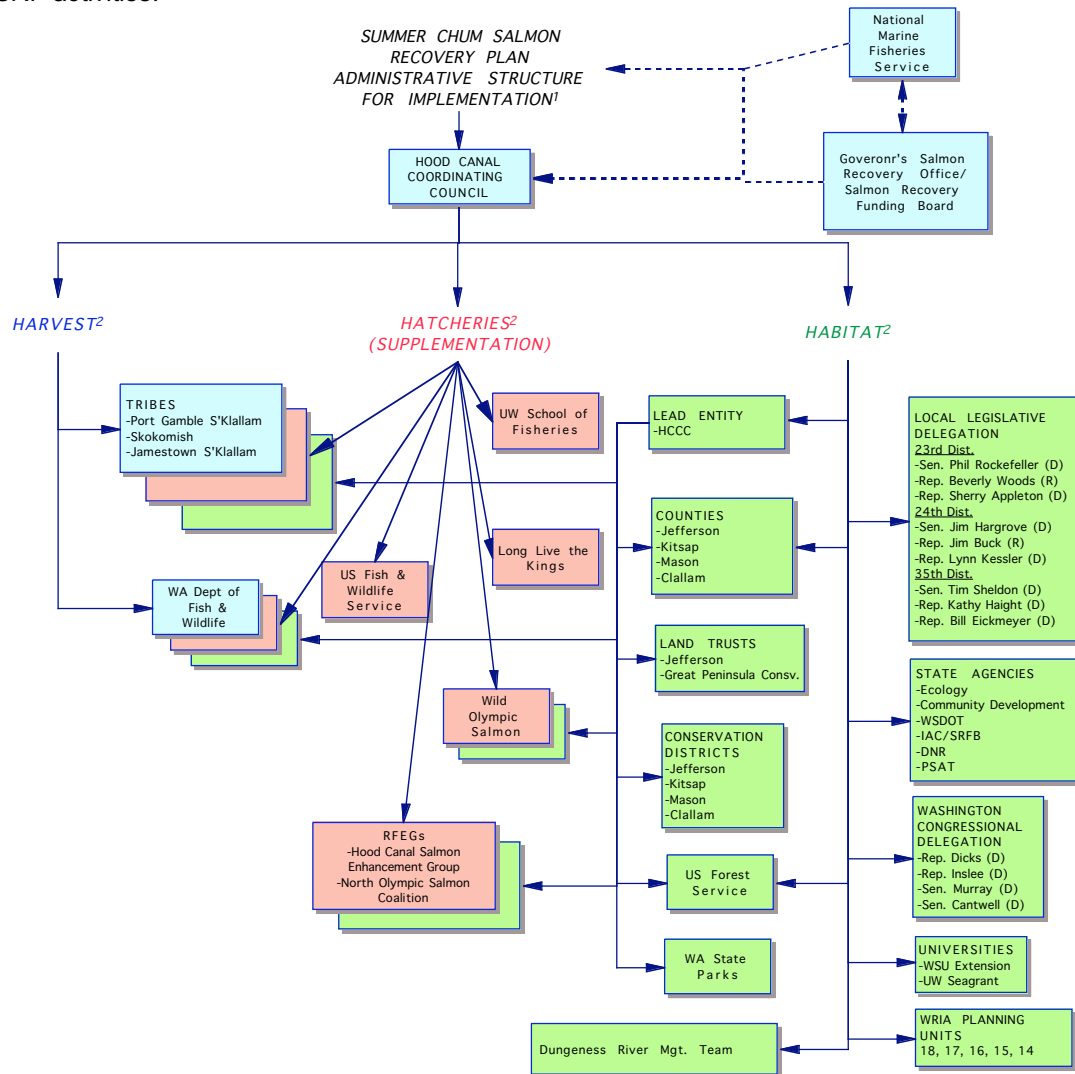 SUMMER CHUM SALMON
RECOVERY PLAN
ADMINISTRATIVE STRUCTURE
FOR IMPLEMENTATION1
National
Marine
Fisheries
Service
HOOD CANAL
COORDINATING
COUNCIL
Goveronr's Salmon
Recovery Office/
Salmon Recovery
Funding Board
HARVEST2
HATCHERIES2
(SUPPLEMENTATION)
HABITAT2
TRIBES
-Port Gamble S'Klallam
-Skokomish
-Jamestown S'Klallam
WA Dept of
Fish &
Wildlife
UW School of
Fisheries
US Fish &
Wildlife
Service
Long Live the
Kings
Wild
Olympic
Salmon
RFEGs
-Hood Canal Salmon
Enhancement Group
-North Olympic Salmon
Coalition
LEAD ENTITY
-HCCC
COUNTIES
-Jefferson
-Kitsap
-Mason
-Clallam
LAND TRUSTS
-Jefferson
-Great Peninsula Consv.
CONSERVATION
DISTRICTS
-Jefferson
-Kitsap
-Mason
-Clallam
US Forest
Service
WA State
Parks
Dungeness River Mgt. Team
LOCAL LEGISLATIVE
DELEGATION
23rd Dist.
-Sen. Phil Rockefeller (D)
-Rep. Beverly Woods (R)
-Rep. Sherry Appleton (D)
24th Dist.
-Sen. Jim Hargrove (D)
-Rep. Jim Buck (R)
-Rep. Lynn Kessler (D)
35th Dist.
-Sen. Tim Sheldon (D)
-Rep. Kathy Haight (D)
-Rep. Bill Eickmeyer (D)
STATE AGENCIES
-Ecology
-Community Development
-WSDOT
-IAC/SRFB
-DNR
-PSAT
WASHINGTON
CONGRESSIONAL
DELEGATION
-Rep. Dicks (D)
-Rep. Inslee (D)
-Sen. Murray (D)
-Sen. Cantwell (D)
UNIVERSITIES
-WSU Extension
-UW Seagrant
WRIA PLANNING
UNITS
18, 17, 16, 15, 14